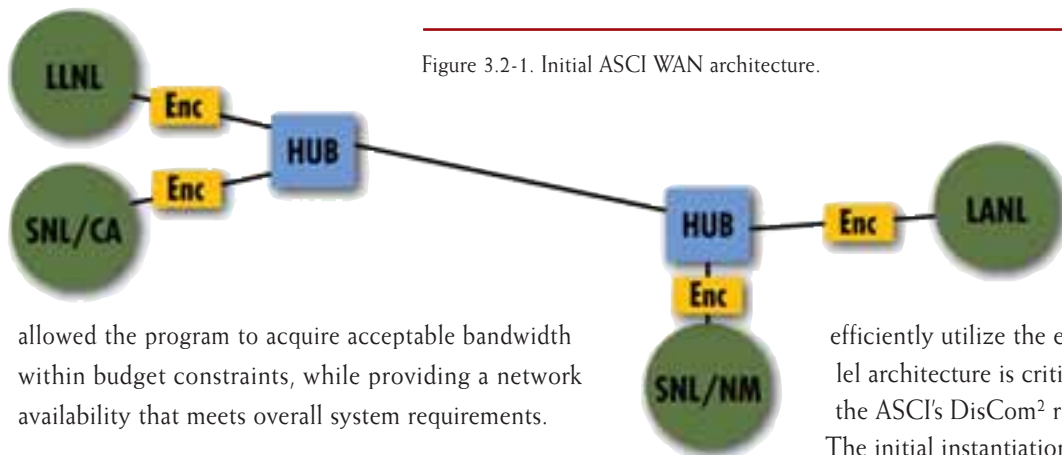 Figure 3.2-1. Initial ASCI WAN architecture.
LLNL
Enc
HUB
Enc
SNL/CA
HUB
Enc
LANL
Enc
SNL/NM
allowed the program to acquire acceptable bandwidth
within budget constraints, while providing a network
availability that meets overall system requirements.
efficiently utilize the e
lel architecture is criti
the ASCI's DisCom² r
The initial instantiation